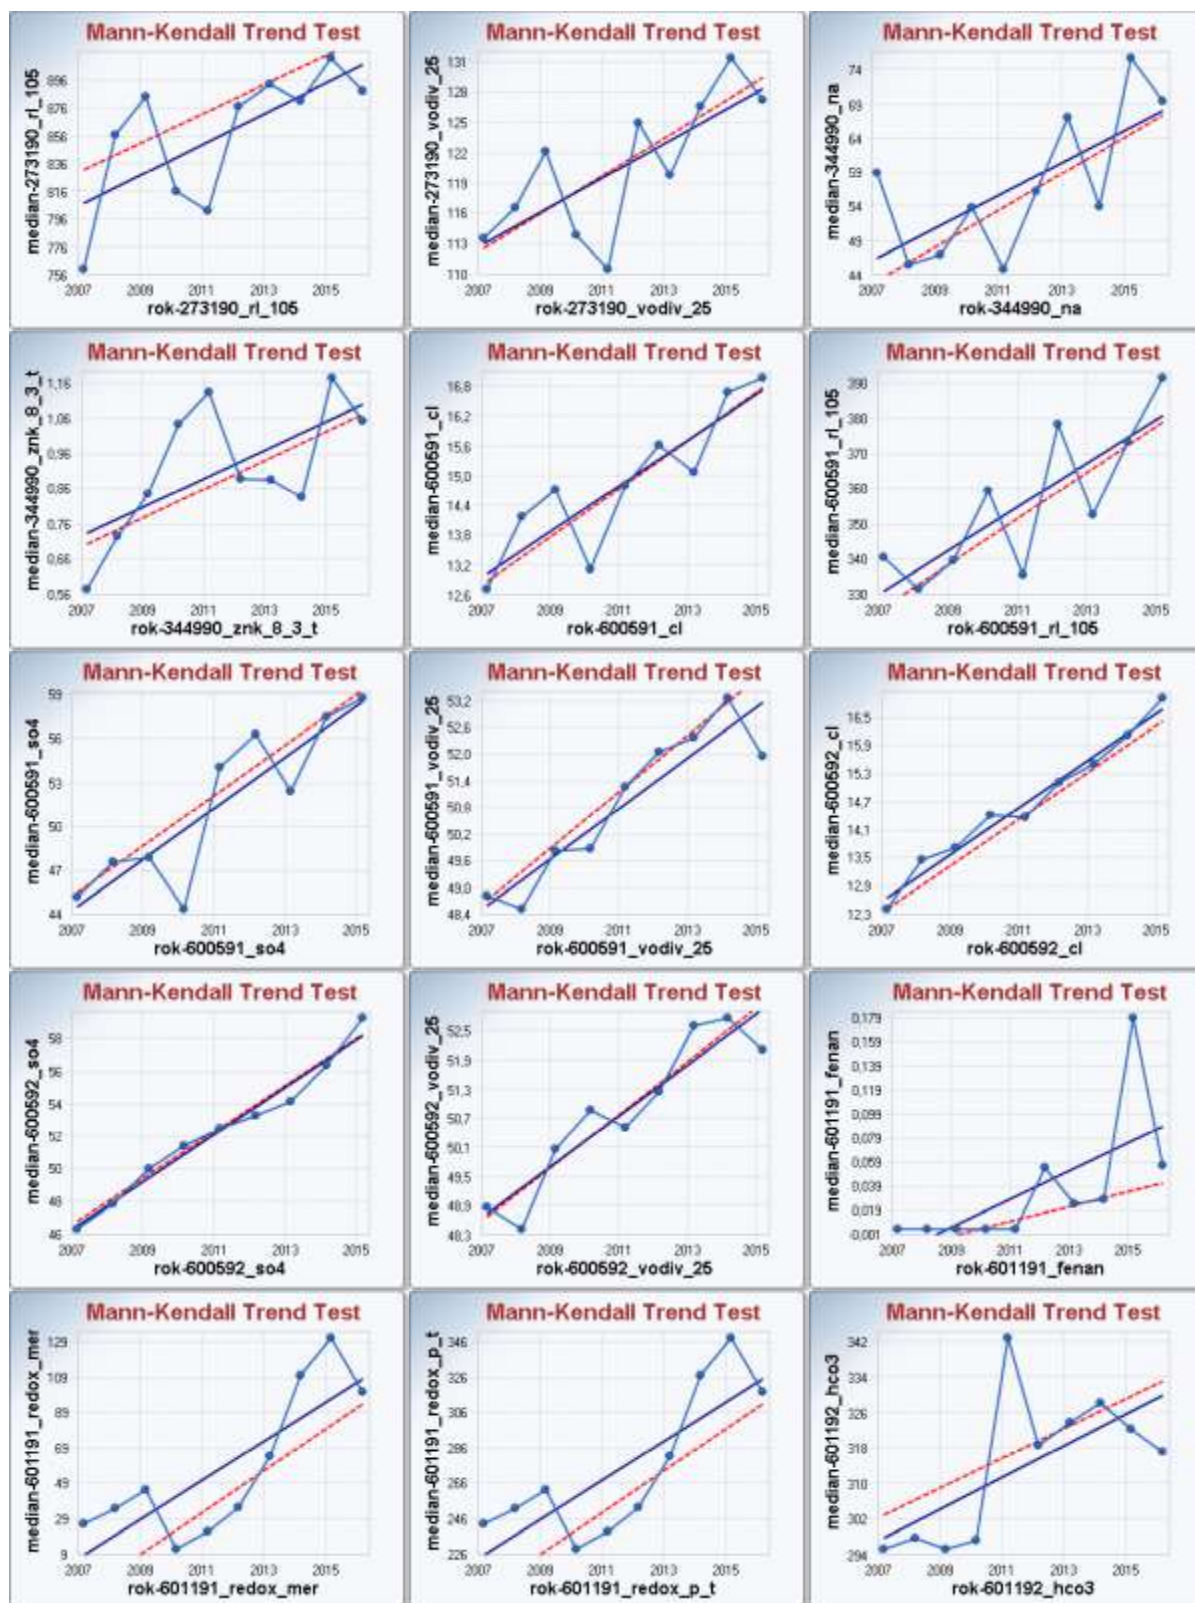 Mann-Kendall Trend Test
median-273190_rl_105
896
876
856
836
816
796
776
756
2007 2009 2011 2013 2015
rok-273190_rl_105
Mann-Kendall Trend Test
median-273190_vodiv_25
131
128
125
122
119
116
113
110
2007 2009 2011 2013 2015
rok-273190_vodiv_25
Mann-Kendall Trend Test
median-344990_na
74
69
64
59
54
49
44
2007 2009 2011 2013 2015
rok-344990_na
Mann-Kendall Trend Test
median-344990_znk_8_3_t
1,16
1,06
0,96
0,86
0,76
0,66
0,56
2007 2009 2011 2013 2015
rok-344990_znk_8_3_t
Mann-Kendall Trend Test
median-600591_cl
16,8
16,2
15,6
15,0
14,4
13,8
13,2
12,6
2007 2009 2011 2013 2015
rok-600591_cl
Mann-Kendall Trend Test
median-600591_rl_105
390
380
370
360
350
340
330
2007 2009 2011 2013 2015
rok-600591_rl_105
Mann-Kendall Trend Test
median-600591_so4
59
56
53
50
47
44
2007 2009 2011 2013 2015
rok-600591_so4
Mann-Kendall Trend Test
median-600591_vodiv_25
53,2
52,6
52,0
51,4
50,8
50,2
49,6
49,0
48,4
2007 2009 2011 2013 2015
rok-600591_vodiv_25
Mann-Kendall Trend Test
median-600592_cl
16,5
15,9
15,3
14,7
14,1
13,5
12,9
12,3
2007 2009 2011 2013 2015
rok-600592_cl
Mann-Kendall Trend Test
median-600592_so4
58
56
54
52
50
48
46
2007 2009 2011 2013 2015
rok-600592_so4
Mann-Kendall Trend Test
median-600592_vodiv_25
52,5
51,9
51,3
50,7
50,1
49,5
48,9
48,3
2007 2009 2011 2013 2015
rok-600592_vodiv_25
Mann-Kendall Trend Test
median-601191_fenan
0,179
0,159
0,139
0,119
0,099
0,079
0,059
0,039
0,019
-0,001
2007 2009 2011 2013 2015
rok-601191_fenan
Mann-Kendall Trend Test
median-601191_redox_mer
129
109
89
69
49
29
9
2007 2009 2011 2013 2015
rok-601191_redox_mer
Mann-Kendall Trend Test
median-601191_redox_p_t
346
326
306
286
266
246
226
2007 2009 2011 2013 2015
rok-601191_redox_p_t
Mann-Kendall Trend Test
median-601192_hco3
342
334
326
318
310
302
294
2007 2009 2011 2013 2015
rok-601192_hco3